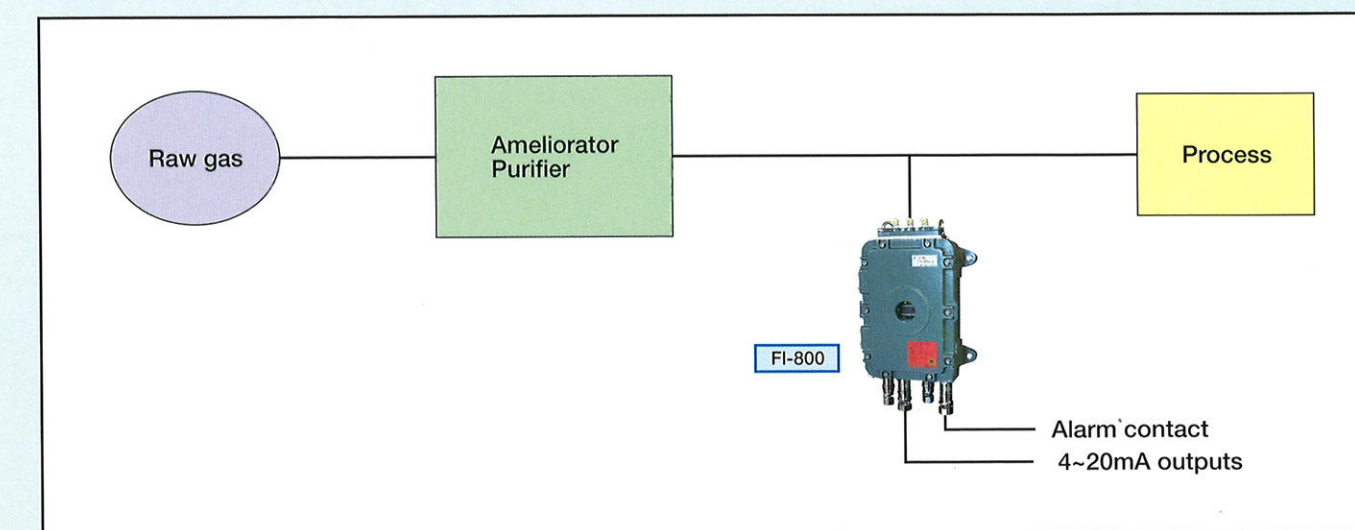 Raw gas
Ameliorator
Purifier
Process
FI-800
Alarm contact
4~20mA outputs